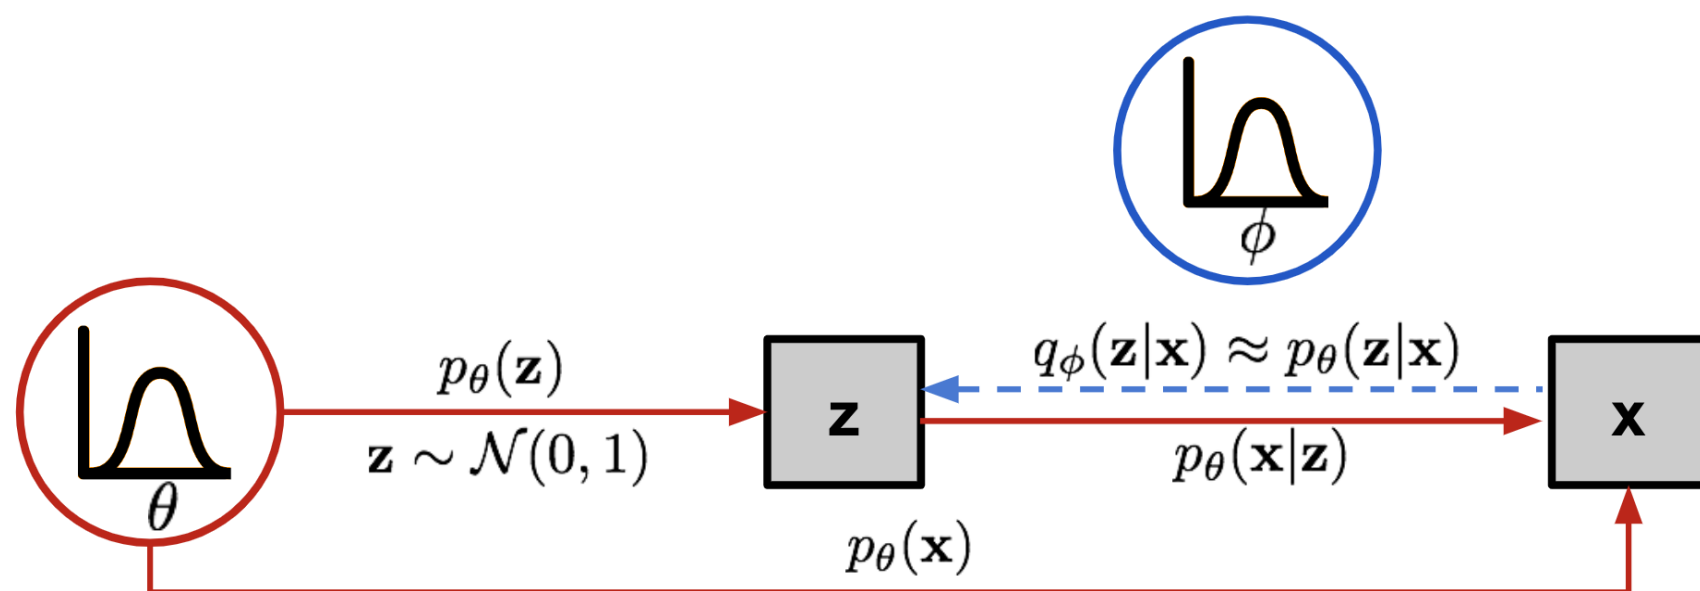 ϕ
q_ϕ(z|x) ≈ p_θ(z|x)
p_θ(z)
z
x
z ∼ 𝒩(0, 1)
p_θ(x|z)
θ
p_θ(x)